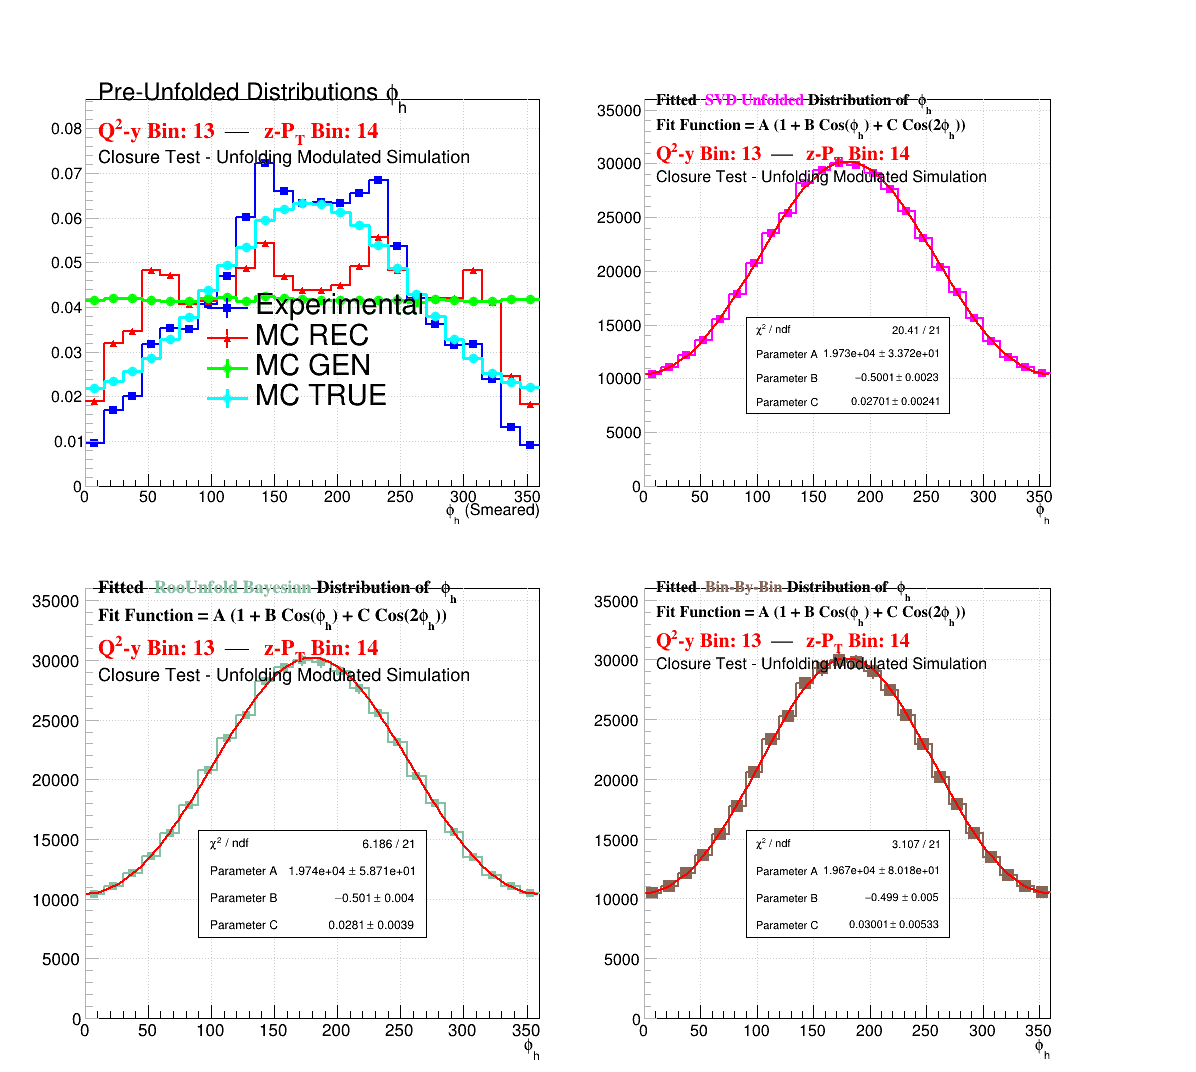 Pre-Unfolded Distributions ϕh
Q2-y Bin: 13 — z-PT Bin: 14
Closure Test - Unfolding Modulated Simulation
0.08
0.07
0.06
0.05
0.04
0.03
0.02
0.01
0
Experimental
MC REC
MC GEN
MC TRUE
0 50 100 150 200 250 300 350
ϕh (Smeared)
Fitted SVD Unfolded Distribution of ϕh
Fit Function = A (1 + B Cos(ϕh) + C Cos(2ϕh))
Q2-y Bin: 13 — z-PT Bin: 14
Closure Test - Unfolding Modulated Simulation
35000
30000
25000
20000
15000
10000
5000
0
χ2 / ndf 20.41 / 21
Parameter A 1.973e+04 ± 3.372e+01
Parameter B −0.5001 ± 0.0023
Parameter C 0.02701 ± 0.00241
0 50 100 150 200 250 300 350
ϕh
Fitted RooUnfold Bayesian Distribution of ϕh
Fit Function = A (1 + B Cos(ϕh) + C Cos(2ϕh))
Q2-y Bin: 13 — z-PT Bin: 14
Closure Test - Unfolding Modulated Simulation
35000
30000
25000
20000
15000
10000
5000
0
χ2 / ndf 6.186 / 21
Parameter A 1.974e+04 ± 5.871e+01
Parameter B −0.501 ± 0.004
Parameter C 0.0281 ± 0.0039
0 50 100 150 200 250 300 350
ϕh
Fitted Bin-By-Bin Distribution of ϕh
Fit Function = A (1 + B Cos(ϕh) + C Cos(2ϕh))
Q2-y Bin: 13 — z-PT Bin: 14
Closure Test - Unfolding Modulated Simulation
35000
30000
25000
20000
15000
10000
5000
0
χ2 / ndf 3.107 / 21
Parameter A 1.967e+04 ± 8.018e+01
Parameter B −0.499 ± 0.005
Parameter C 0.03001 ± 0.00533
0 50 100 150 200 250 300 350
ϕh